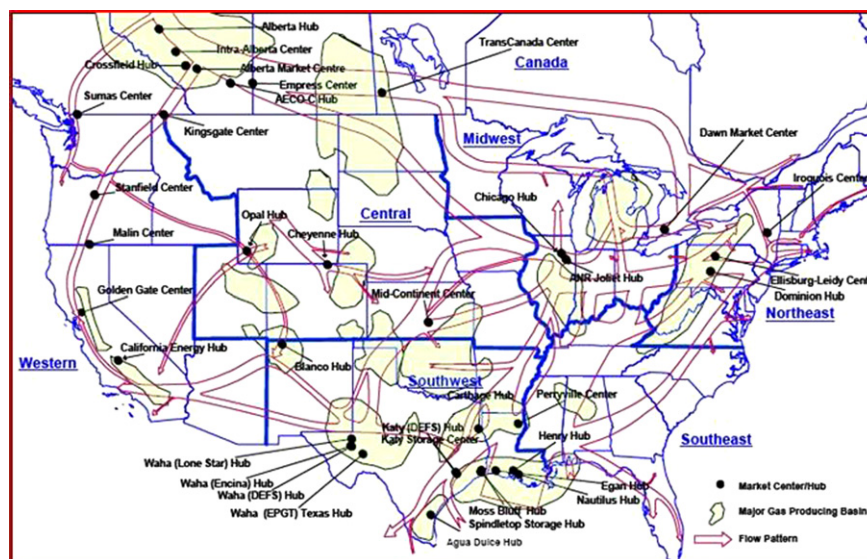 Alberta Hub
Intra-Alberta Center
TransCanada Center
Crossfield Hub
Alberta Market Centre
Canada
Empress Center
AECO-C Hub
Sumas Center
Kingsgate Center
Midwest
Dawn Market Center
Iroquois Center
Stanfield Center
Chicago Hub
Opal Hub
Central
Cheyenne Hub
Malin Center
ANR Joliet Hub
Ellisburg-Leidy Cent
Dominion Hub
Golden Gate Center
Mid-Continent Center
Northeast
California Energy Hub
Western
Blanco Hub
Southwest
Carthage Hub
Perryville Center
Katy (DEFS) Hub
Katy Storage Center
Henry Hub
Southeast
Waha (Lone Star) Hub
Waha (Encina) Hub
Waha (DEFS) Hub
Waha (EPGT) Texas Hub
Egan Hub
Nautilus Hub
Moss Bluff Hub
Spindletop Storage Hub
Agua Dulce Hub
Market Center/Hub
Major Gas Producing Basin
Flow Pattern